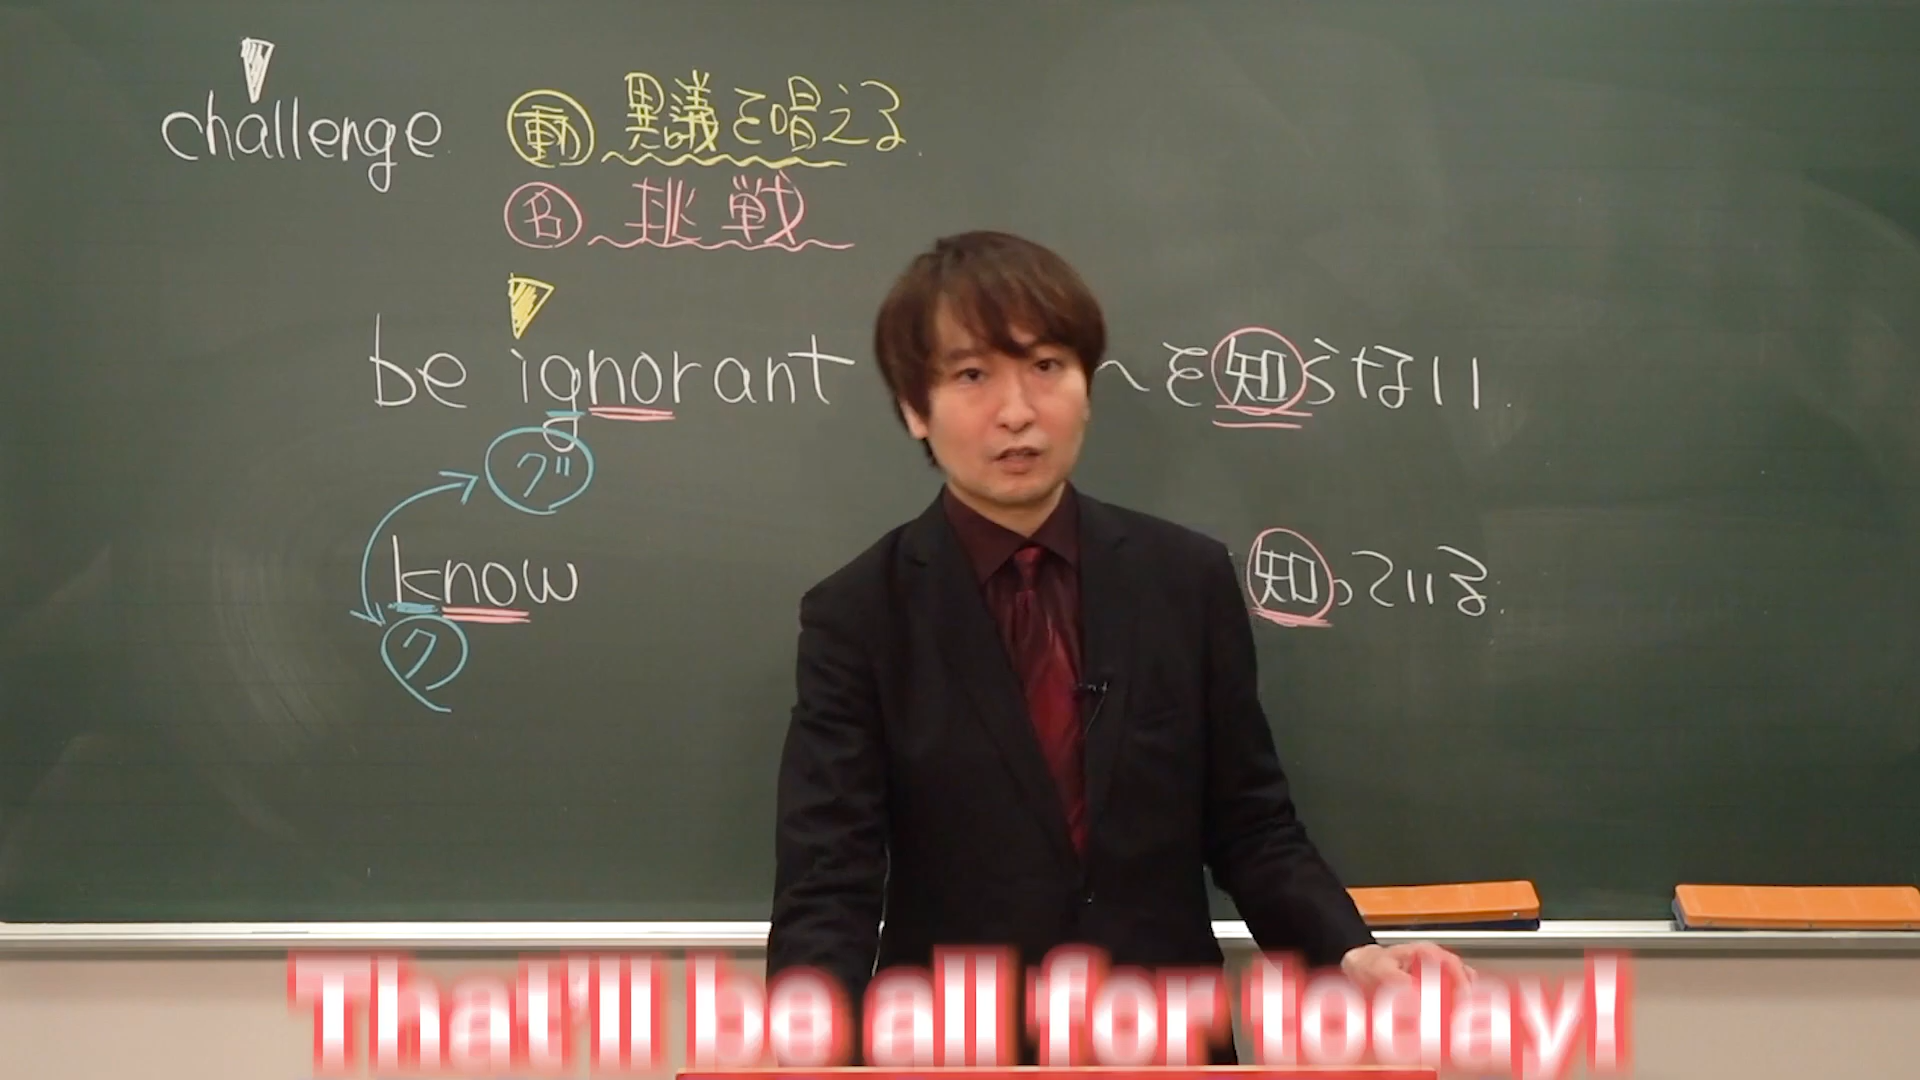 challenge 動 異議を唱える
名 挑戦
be ignorant 〜を知らない
グ
know 知っている
ク
That'll be all for today!